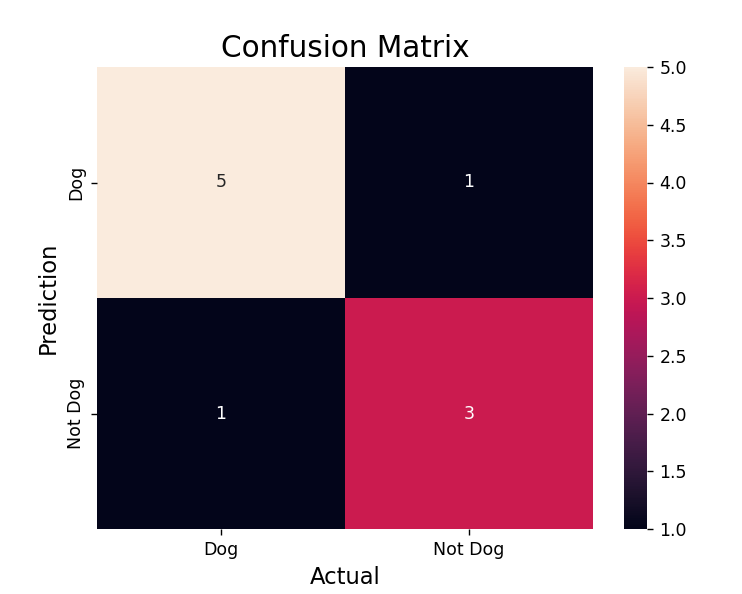 Confusion Matrix
Prediction
Dog
5
1
Not Dog
1
3
Dog
Not Dog
Actual
5.0
4.5
4.0
3.5
3.0
2.5
2.0
1.5
1.0